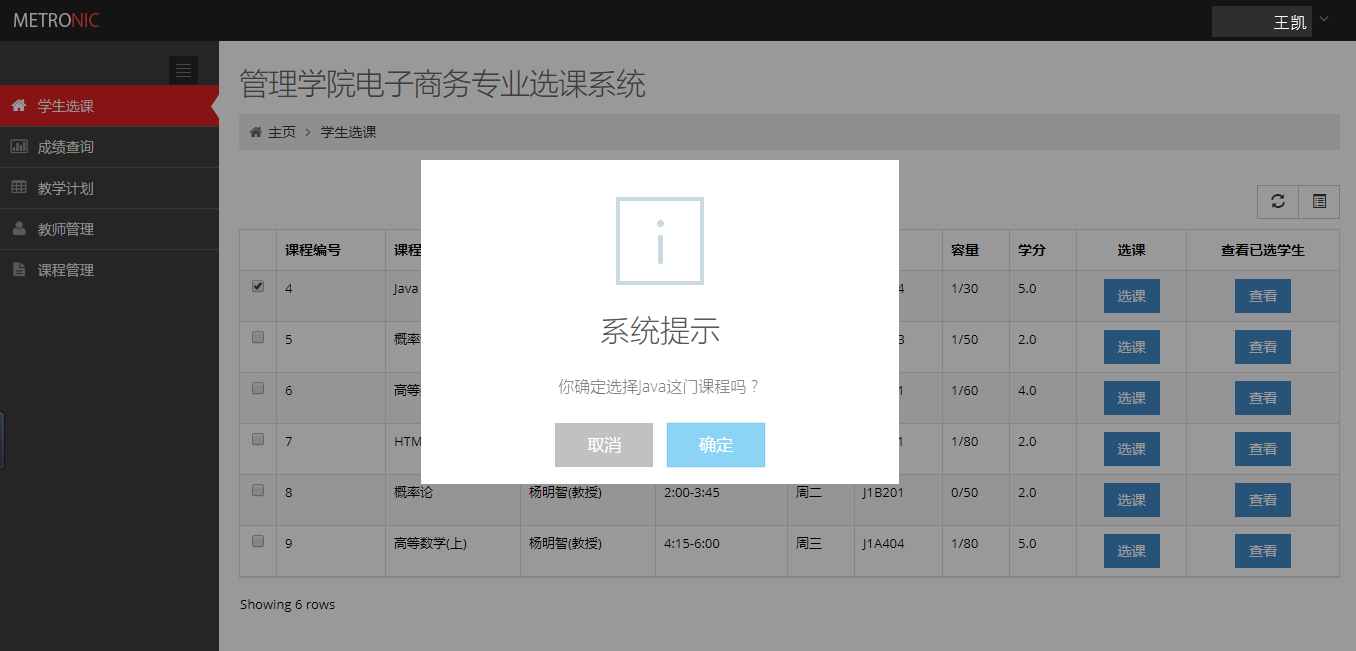 METRONIC
王凯
学生选课
成绩查询
教学计划
教师管理
课程管理
管理学院电子商务专业选课系统
主页 > 学生选课
课程编号 课程 容量 学分 选课 查看已选学生
4 Java 4 1/30 5.0 选课 查看
5 概率 3 1/50 2.0 选课 查看
6 高等 1 1/60 4.0 选课 查看
7 HTM 1 1/80 2.0 选课 查看
8 概率论 杨明智(教授) 2:00-3:45 周二 J1B201 0/50 2.0 选课 查看
9 高等数学(上) 杨明智(教授) 4:15-6:00 周三 J1A404 1/80 5.0 选课 查看
Showing 6 rows
i
系统提示
你确定选择Java这门课程吗？
取消 确定